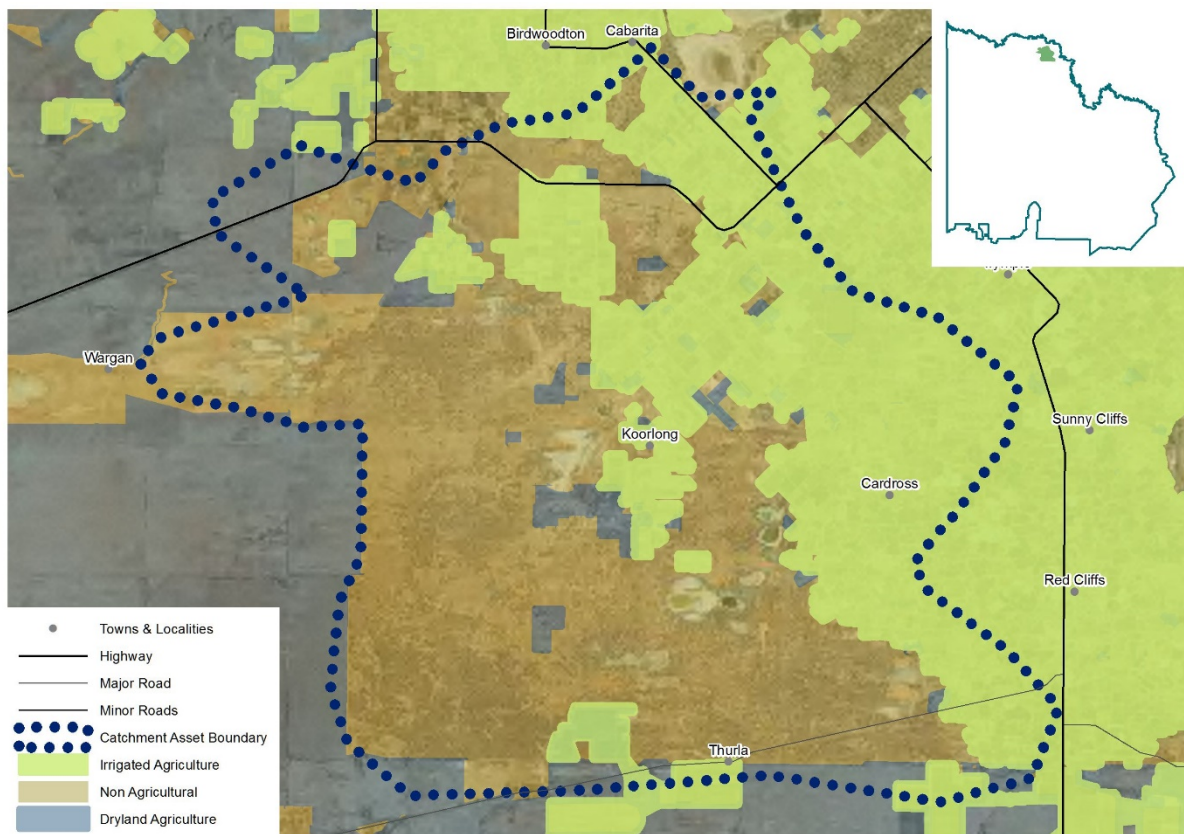 Birdwoodton
Cabarita
Wargan
Koorlong
Sunny Cliffs
Cardross
Red Cliffs
Thurla
Towns & Localities
Highway
Major Road
Minor Roads
Catchment Asset Boundary
Irrigated Agriculture
Non Agricultural
Dryland Agriculture